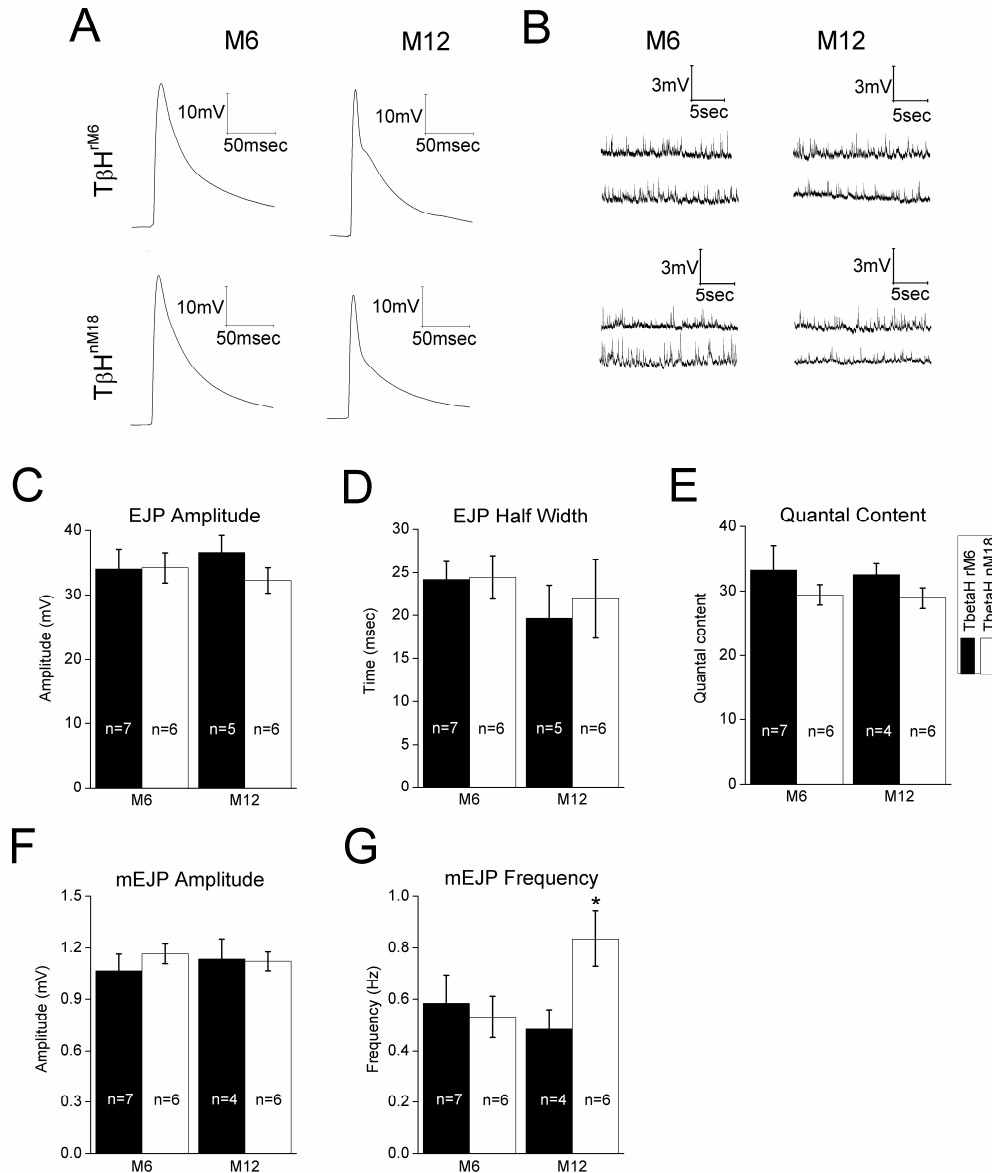 A
M6
M12
10mV
50msec
10mV
50msec
TβH^rM6
10mV
50msec
10mV
50msec
TβH^nM18
B
M6
M12
3mV
5sec
3mV
5sec
3mV
5sec
3mV
5sec
C
EJP Amplitude
Amplitude (mV)
40
30
20
10
0
n=7
n=6
n=5
n=6
M6
M12
D
EJP Half Width
Time (msec)
30
25
20
15
10
5
0
n=7
n=6
n=5
n=6
M6
M12
E
Quantal Content
Quantal content
40
30
20
10
0
n=7
n=6
n=4
n=6
M6
M12
TbetaH rM6
TbetaH nM18
F
mEJP Amplitude
Amplitude (mV)
1.5
1.2
0.9
0.6
0.3
0.0
n=7
n=6
n=4
n=6
M6
M12
G
mEJP Frequency
Frequency (Hz)
1.0
0.8
0.6
0.4
0.2
0.0
*
n=7
n=6
n=4
n=6
M6
M12